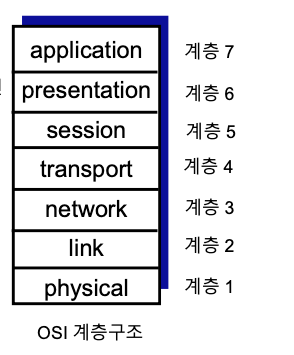 application 계층 7
presentation 계층 6
session 계층 5
transport 계층 4
network 계층 3
link 계층 2
physical 계층 1
OSI 계층구조